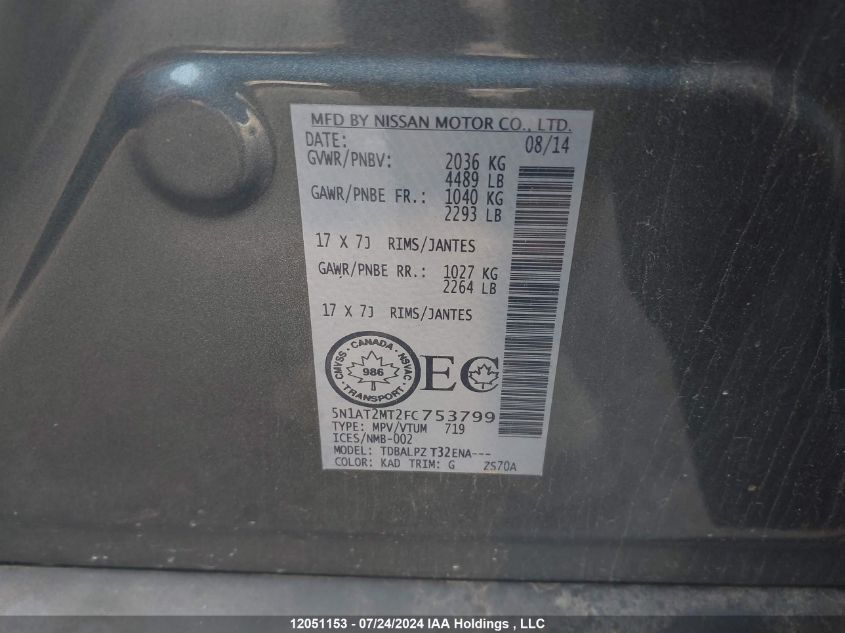 MFD BY NISSAN MOTOR CO., LTD.
DATE: 08/14
GVWR/PNBV: 2036 KG
4489 LB
GAWR/PNBE FR.: 1040 KG
2293 LB
17 X 7J RIMS/JANTES
GAWR/PNBE RR.: 1027 KG
2264 LB
17 X 7J RIMS/JANTES
CMVSS · CANADA · NSVAC
986
TRANSPORT
EC
5N1AT2MT2FC753799
TYPE: MPV/VTUM 719
ICES/NMB-002
MODEL: TDBALPZ T32ENA---
COLOR: KAD TRIM: G ZS70A
12051153 - 07/24/2024 IAA Holdings , LLC